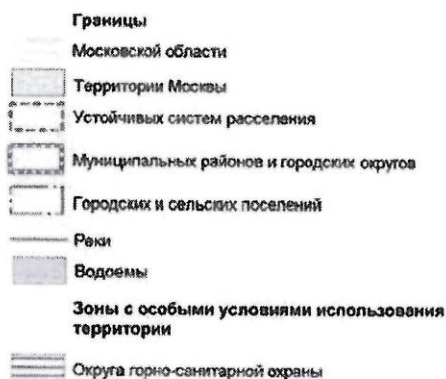 Границы
Московской области
Территории Москвы
Устойчивых систем расселения
Муниципальных районов и городских округов
Городских и сельских поселений
Реки
Водоемы
Зоны с особыми условиями использования
территории
Округа горно-санитарной охраны